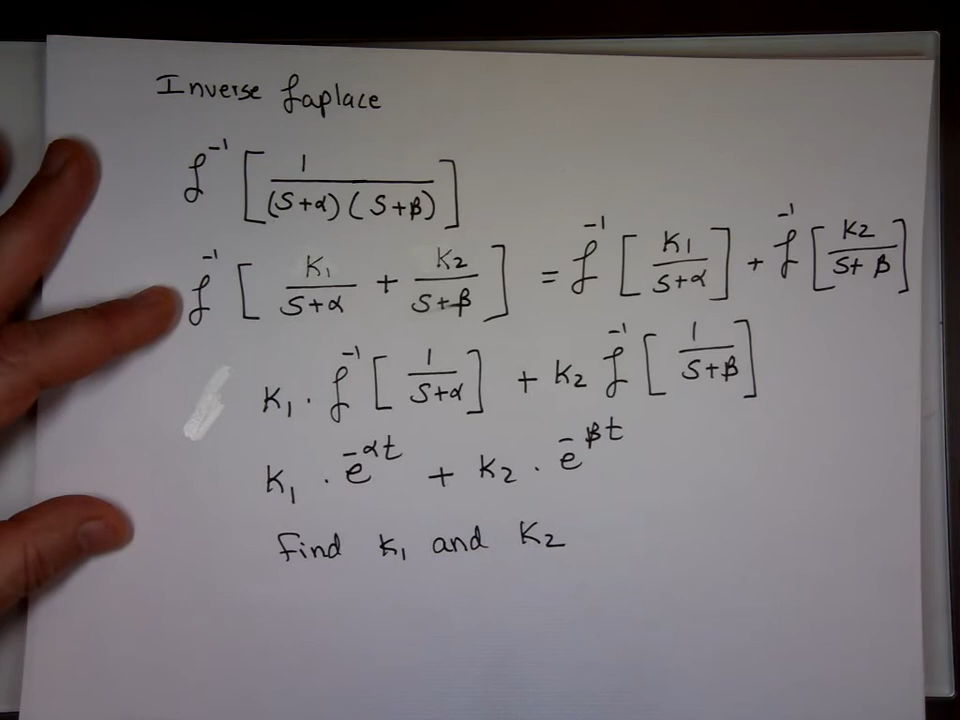 Inverse Laplace
ℒ⁻¹ [ 1 / (S+α)(S+β) ]
ℒ⁻¹ [ K₁ / S+α + K₂ / S+β ] = ℒ⁻¹ [ K₁ / S+α ] + ℒ⁻¹ [ K₂ / S+β ]
K₁ · ℒ⁻¹ [ 1 / S+α ] + K₂ ℒ⁻¹ [ 1 / S+β ]
K₁ · e^(-αt) + K₂ · e^(-βt)
Find K₁ and K₂